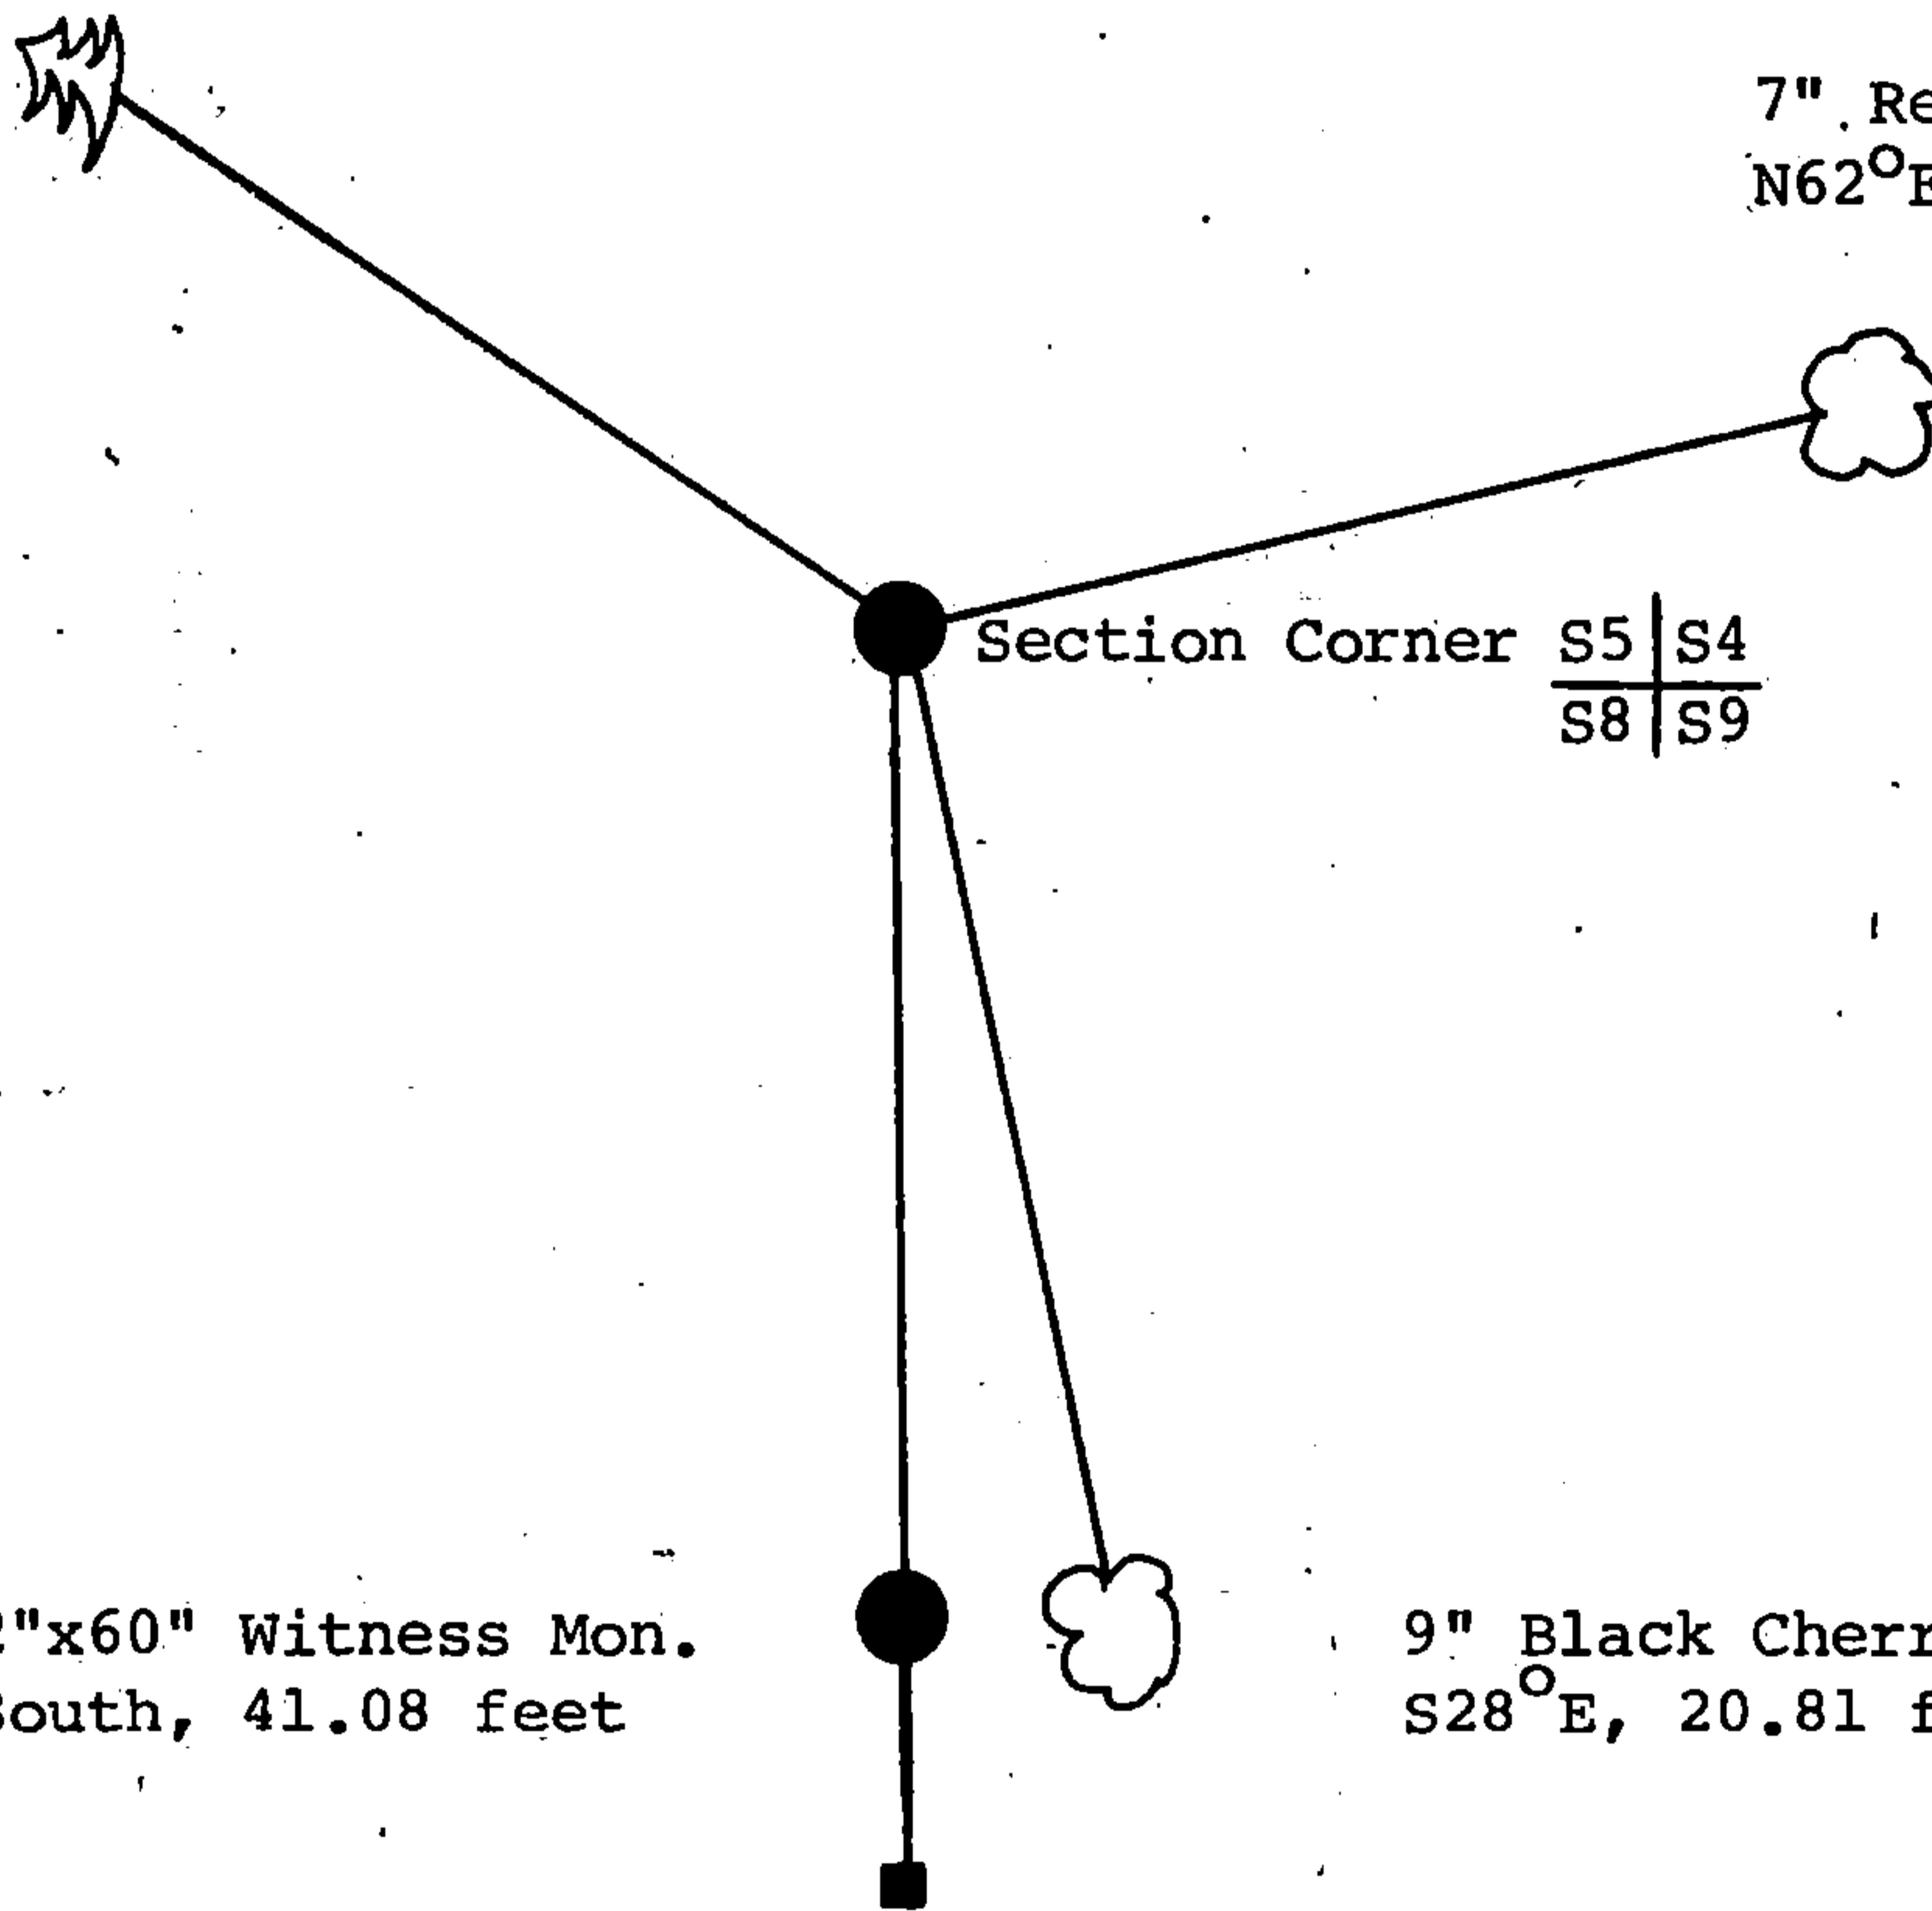 7" Re
N62°E
Section Corner S5 S4
S8 S9
"x60" Witness Mon.
9" Black Cherr
South, 41.08 feet
S28°E, 20.81 f